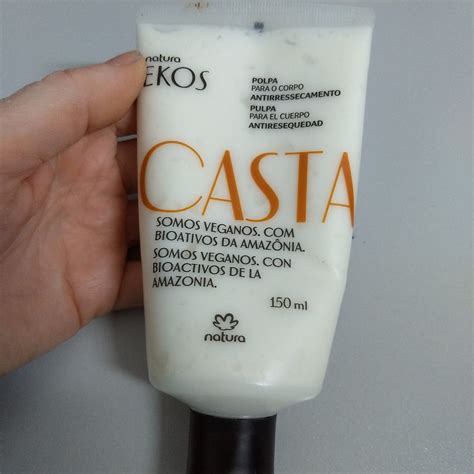 natura
EKOS
POLPA
PARA O CORPO
ANTIRRESSECAMENTO
PULPA
PARA EL CUERPO
ANTIRESEQUEDAD
CASTA
SOMOS VEGANOS. COM
BIOATIVOS DA AMAZÔNIA.
SOMOS VEGANOS. CON
BIOACTIVOS DE LA
AMAZONIA.
150 ml
natura